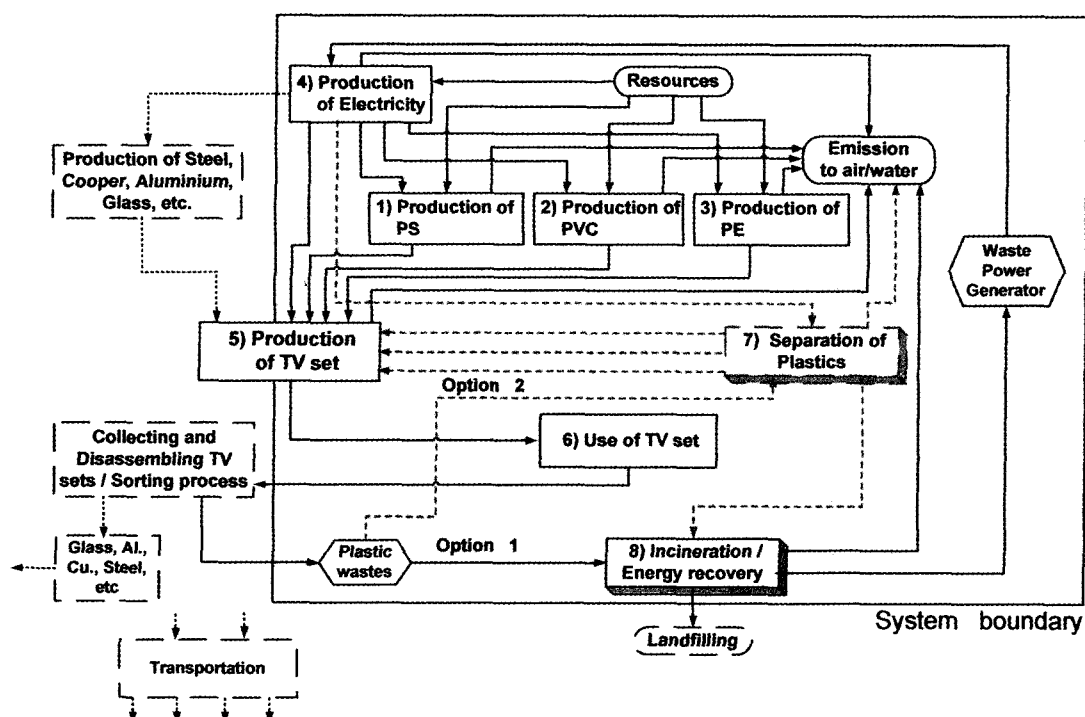 4) Production
of Electricity
Resources
Production of Steel,
Cooper, Aluminium,
Glass, etc.
Emission
to air/water
1) Production of
PS
2) Production of
PVC
3) Production of
PE
Waste
Power
Generator
5) Production
of TV set
7) Separation of
Plastics
Option 2
6) Use of TV set
Collecting and
Disassembling TV
sets / Sorting process
Glass, Al.,
Cu., Steel,
etc
Plastic
wastes
Option 1
8) Incineration /
Energy recovery
System boundary
Landfilling
Transportation